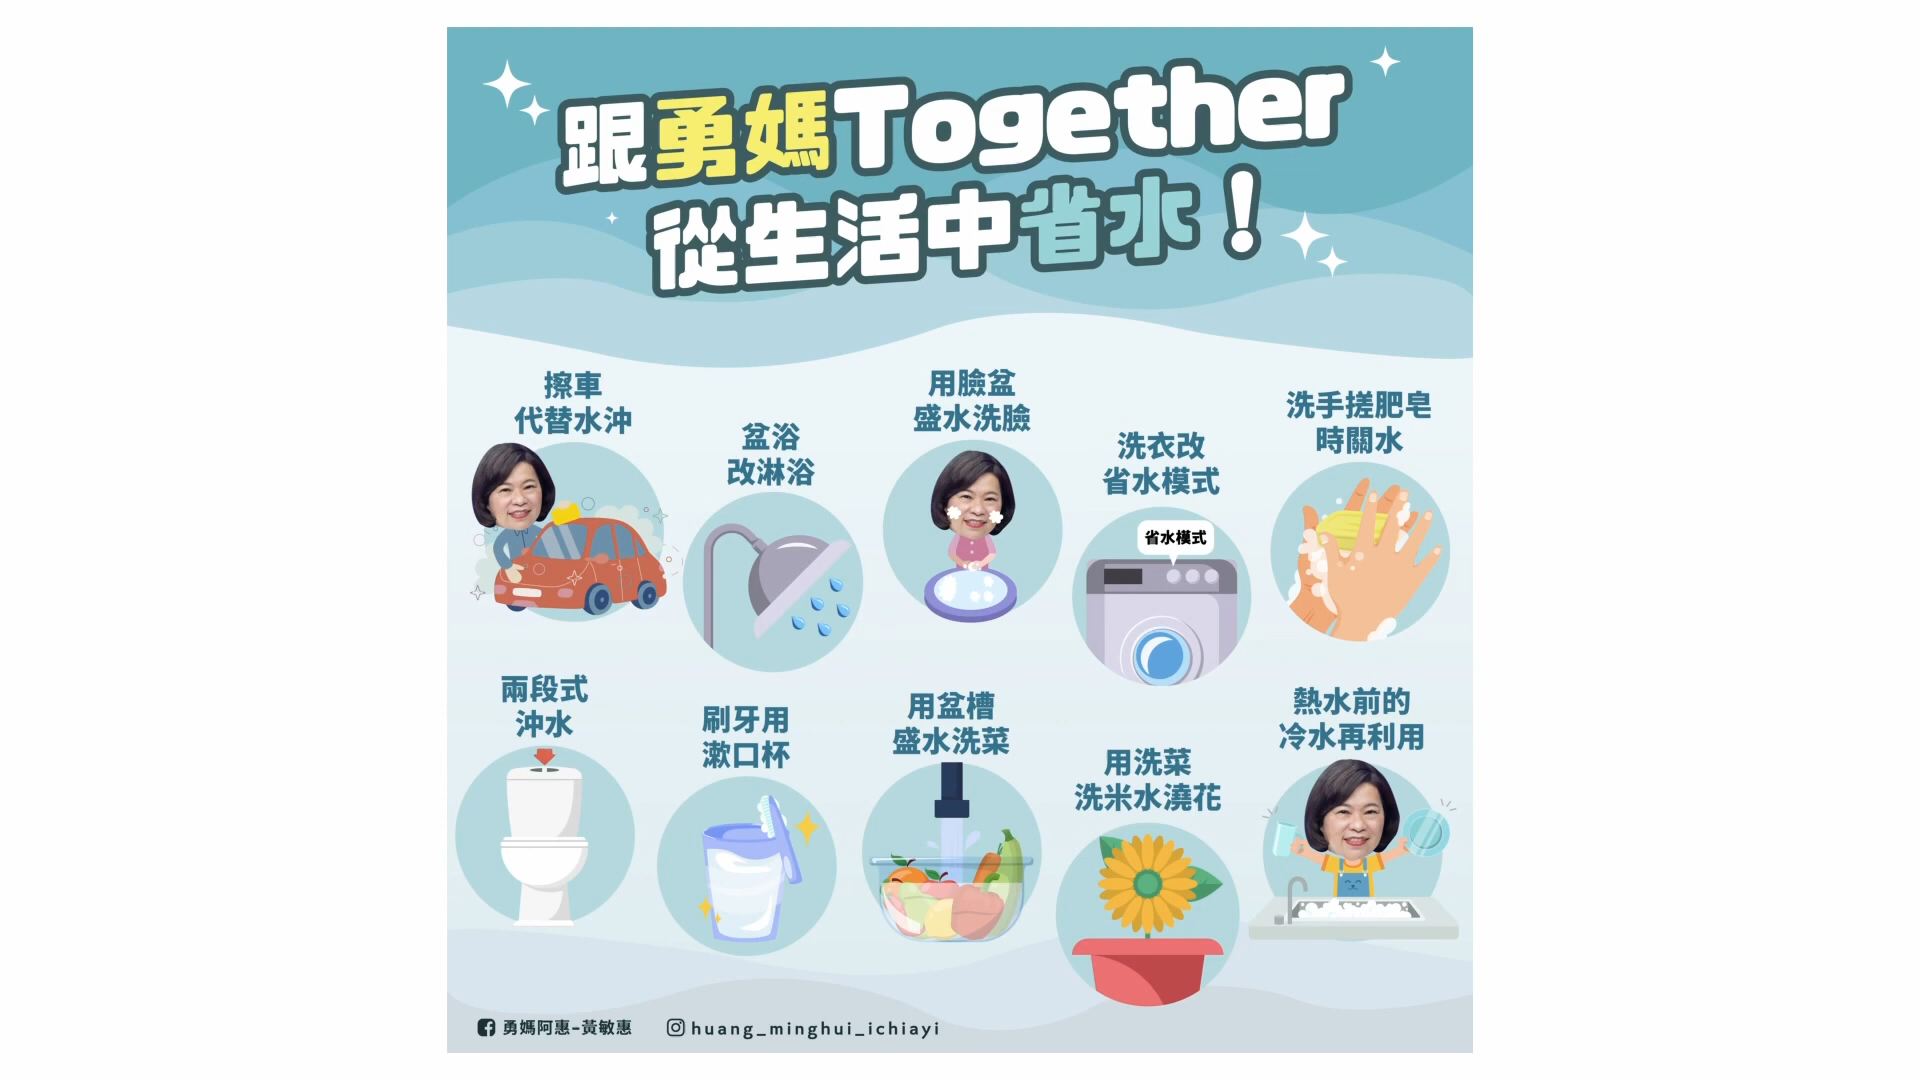 跟勇媽Together
從生活中省水！
擦車
代替水沖
盆浴
改淋浴
用臉盆
盛水洗臉
洗衣改
省水模式
省水模式
洗手搓肥皂
時關水
兩段式
沖水
刷牙用
漱口杯
用盆槽
盛水洗菜
用洗菜
洗米水澆花
熱水前的
冷水再利用
勇媽阿惠-黃敏惠
huang_minghui_ichiayi